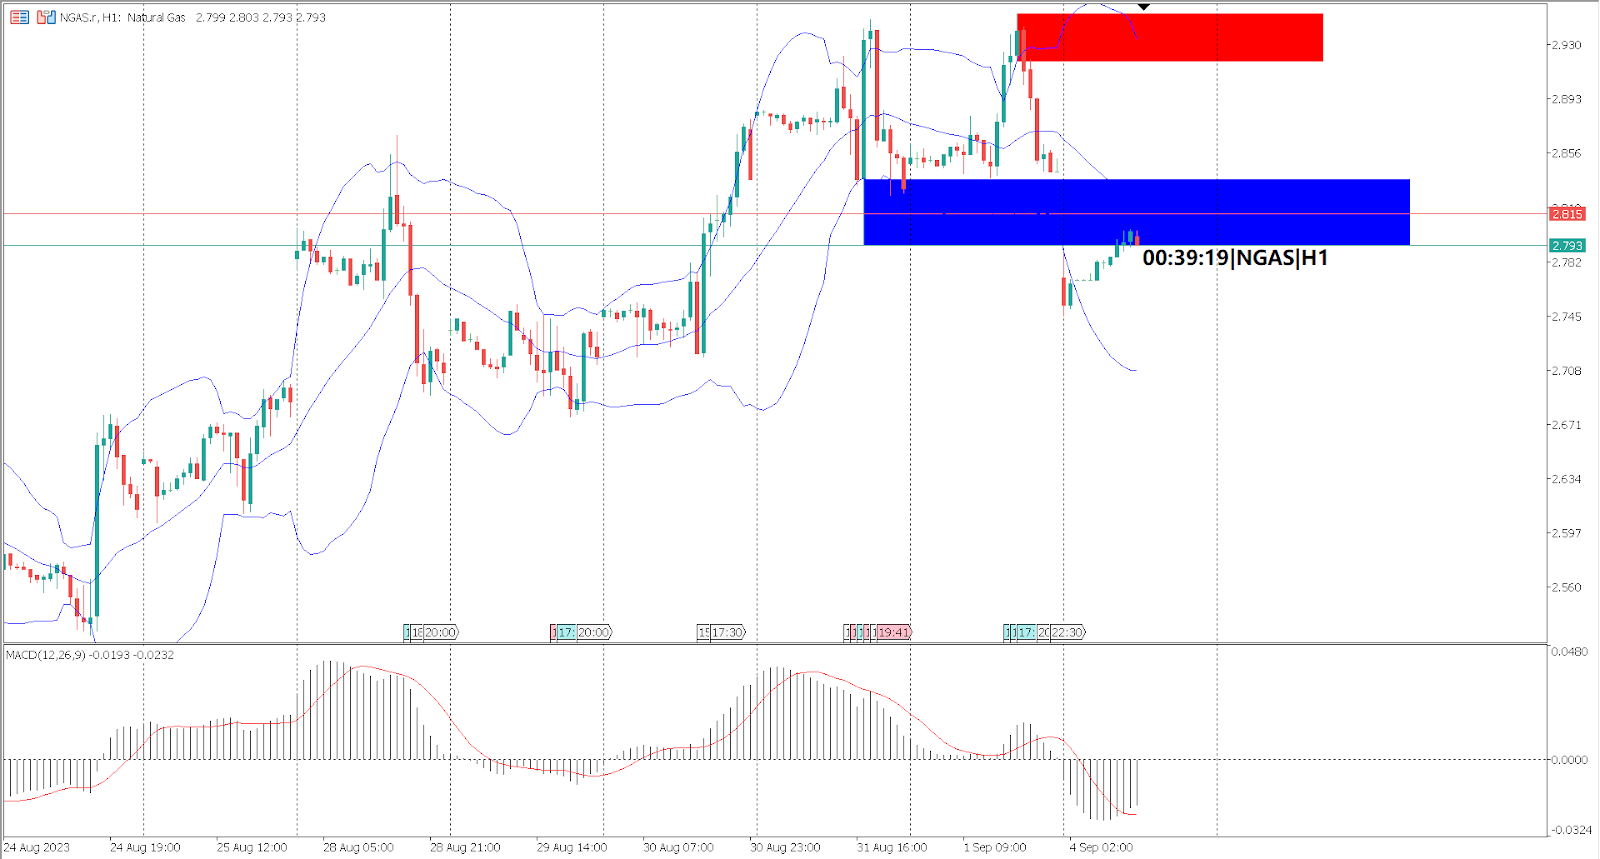 NGAS.r, H1: Natural Gas 2.799 2.803 2.793 2.793
2.930
2.893
2.856
2.815
2.793
2.782
00:39:19|NGAS|H1
2.745
2.708
2.671
2.634
2.597
2.560
20:00
17:
20:00
17:30
19:41
17:
22:30
MACD(12,26,9) -0.0193 -0.0232
0.0480
0.0000
-0.0324
24 Aug 2023
24 Aug 19:00
25 Aug 12:00
28 Aug 05:00
28 Aug 21:00
29 Aug 14:00
30 Aug 07:00
30 Aug 23:00
31 Aug 16:00
1 Sep 09:00
4 Sep 02:00